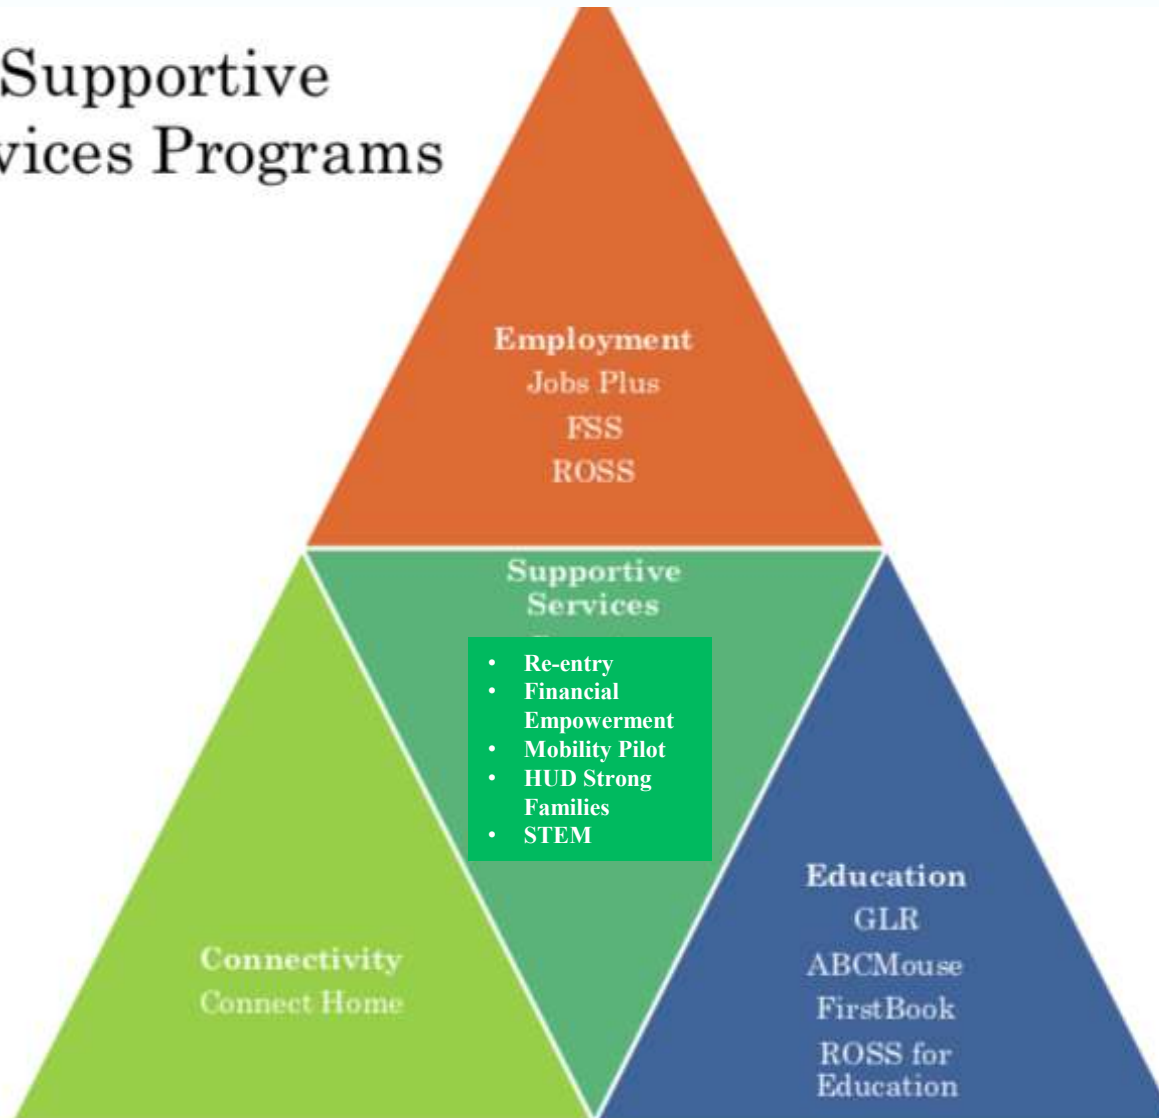 Supportive
vices Programs
Employment
Jobs Plus
FSS
ROSS
Supportive
Services
• Re-entry
• Financial
Empowerment
• Mobility Pilot
• HUD Strong
Families
• STEM
Connectivity
Connect Home
Education
GLR
ABCMouse
FirstBook
ROSS for
Education